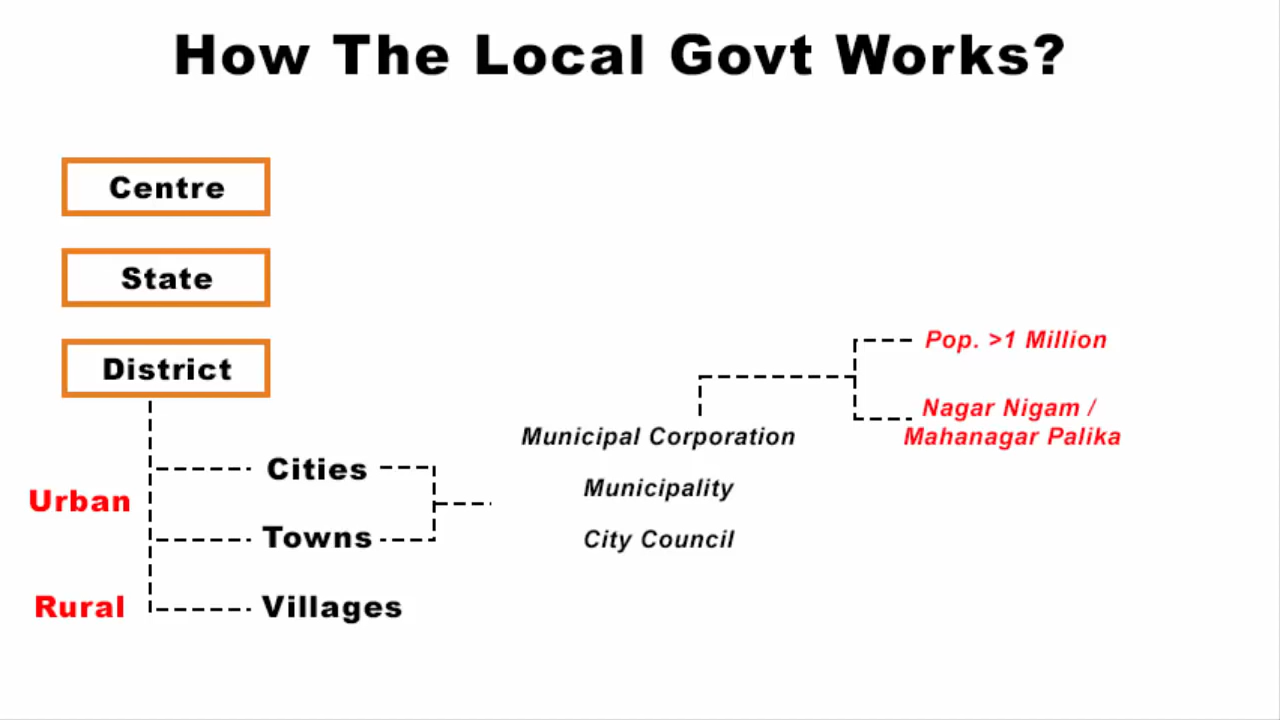 How The Local Govt Works?
Centre
State
District
Pop. >1 Million
Nagar Nigam /
Mahanagar Palika
Municipal Corporation
Cities
Municipality
Urban
Towns
City Council
Rural
Villages